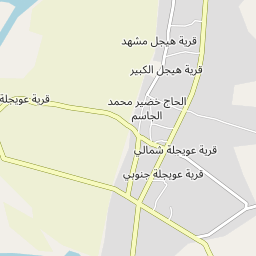 قرية هيجل مشهد
قرية هيجل الكبير
الحاج خضير محمد
الجاسم
قرية عويجلة
قرية عويجلة شمالي
قرية عويجلة جنوبي